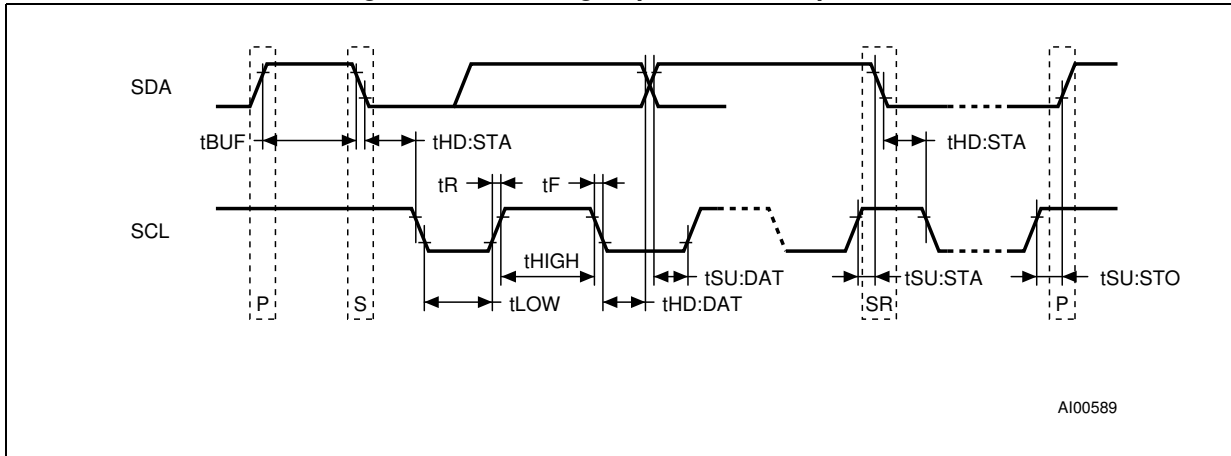 SDA
tBUF
tHD:STA
tHD:STA
tR
tF
SCL
tHIGH
tSU:DAT
tSU:STA
tSU:STO
P
S
tLOW
tHD:DAT
SR
P
AI00589